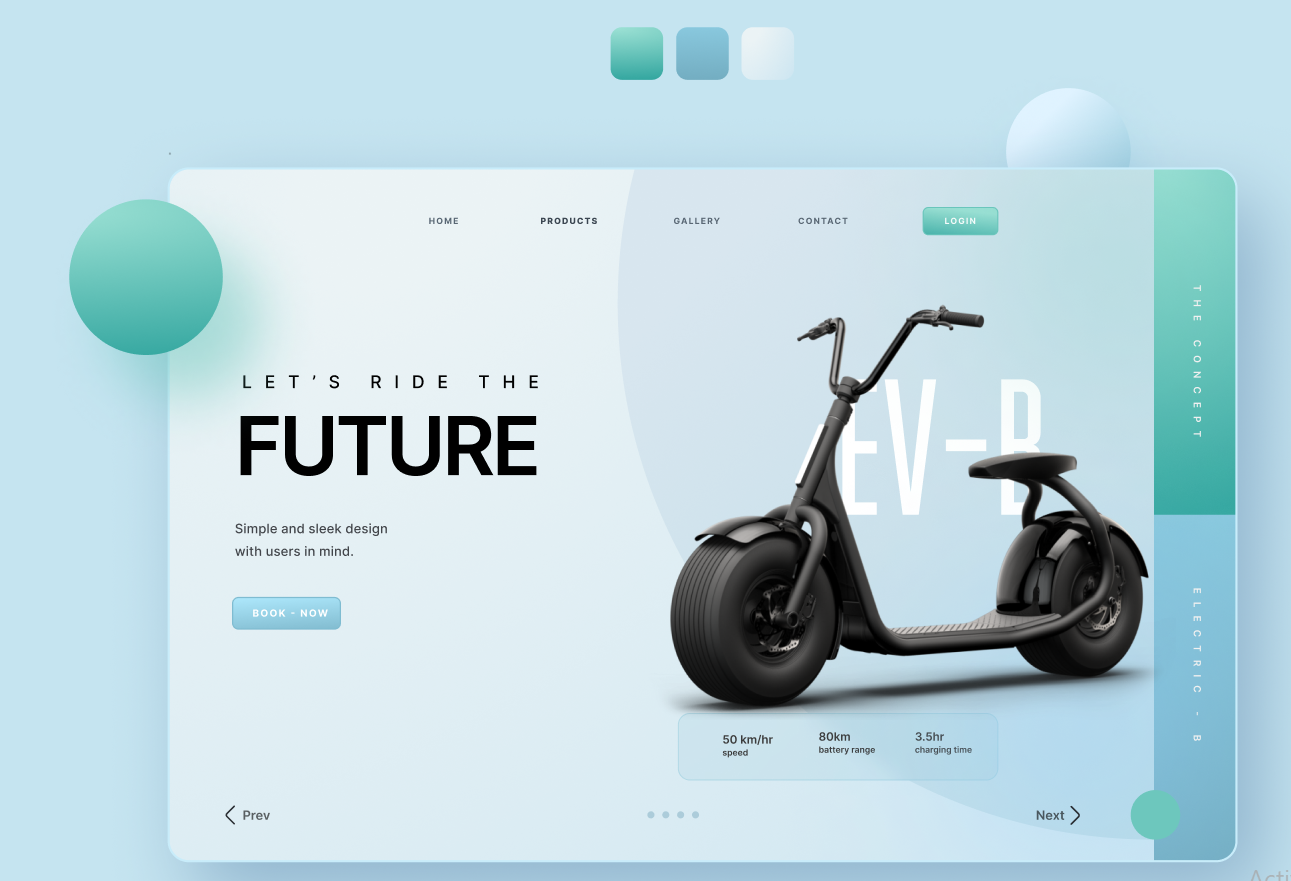 HOME PRODUCTS GALLERY CONTACT LOGIN
LET’S RIDE THE
FUTURE
Simple and sleek design
with users in mind.
BOOK - NOW
EV-B
50 km/hr
speed
80km
battery range
3.5hr
charging time
Prev
Next
THE CONCEPT
ELECTRIC - B